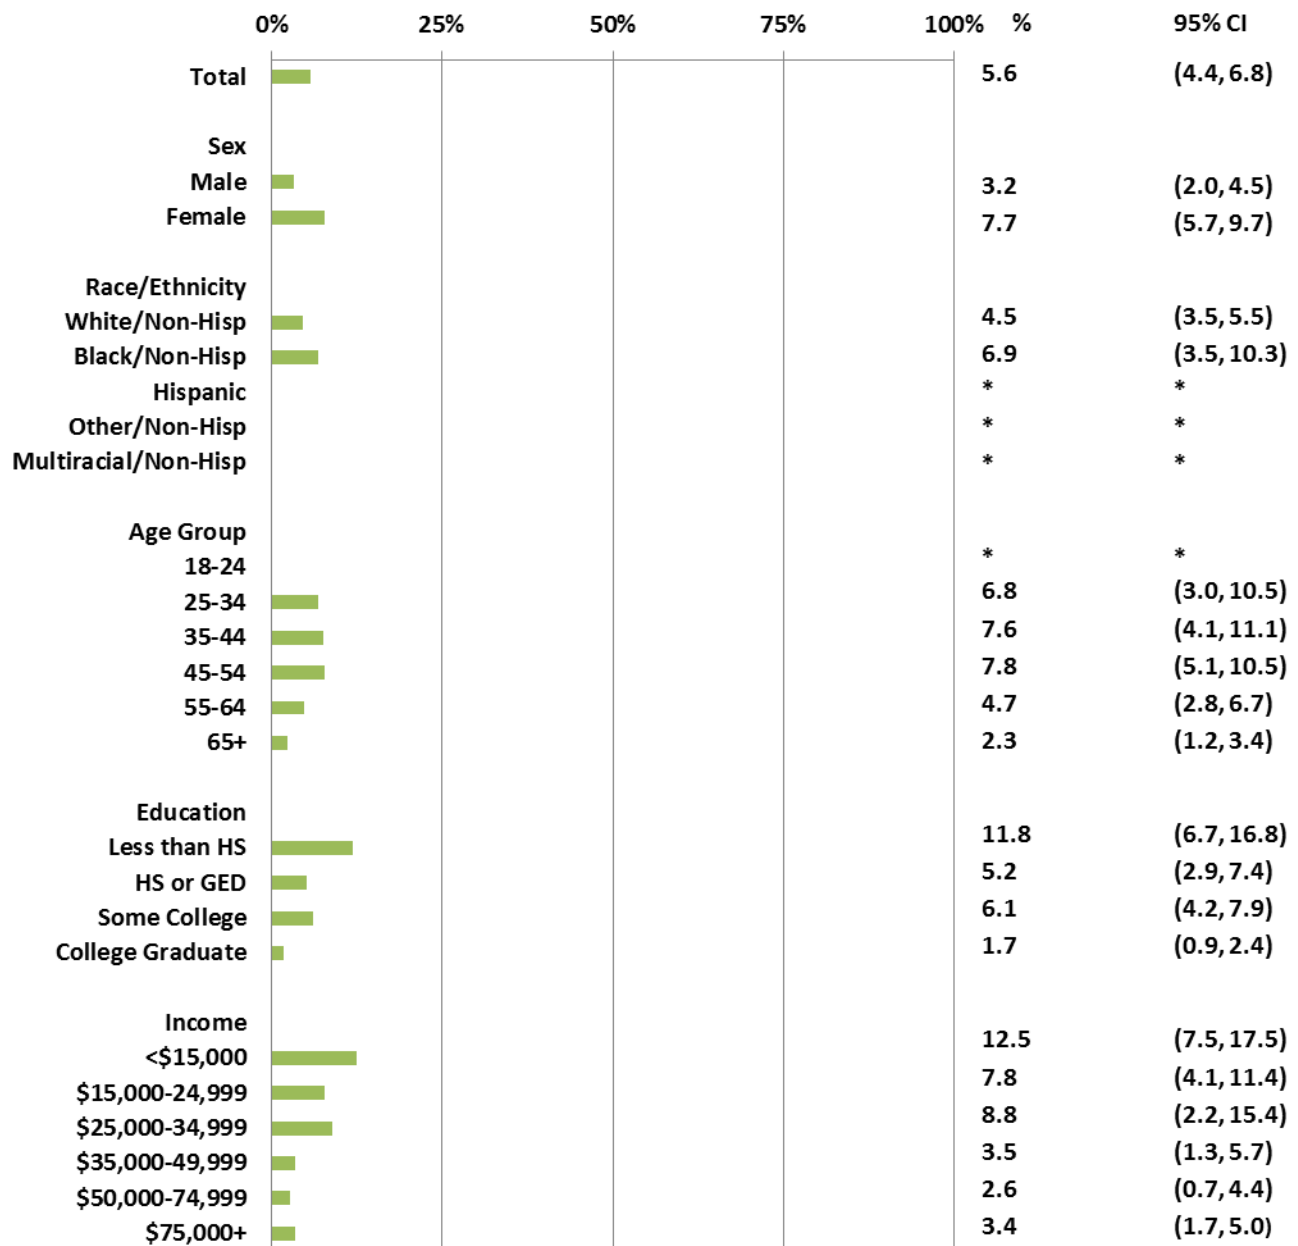 0% 25% 50% 75% 100% % 95% CI
Total 5.6 (4.4, 6.8)
Sex
Male 3.2 (2.0, 4.5)
Female 7.7 (5.7, 9.7)
Race/Ethnicity
White/Non-Hisp 4.5 (3.5, 5.5)
Black/Non-Hisp 6.9 (3.5, 10.3)
Hispanic * *
Other/Non-Hisp * *
Multiracial/Non-Hisp * *
Age Group
18-24 * *
25-34 6.8 (3.0, 10.5)
35-44 7.6 (4.1, 11.1)
45-54 7.8 (5.1, 10.5)
55-64 4.7 (2.8, 6.7)
65+ 2.3 (1.2, 3.4)
Education
Less than HS 11.8 (6.7, 16.8)
HS or GED 5.2 (2.9, 7.4)
Some College 6.1 (4.2, 7.9)
College Graduate 1.7 (0.9, 2.4)
Income
<$15,000 12.5 (7.5, 17.5)
$15,000-24,999 7.8 (4.1, 11.4)
$25,000-34,999 8.8 (2.2, 15.4)
$35,000-49,999 3.5 (1.3, 5.7)
$50,000-74,999 2.6 (0.7, 4.4)
$75,000+ 3.4 (1.7, 5.0)